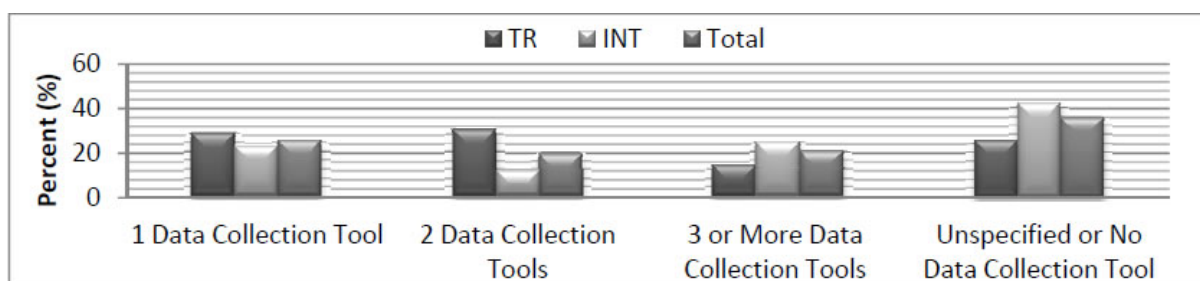 TR INT Total
60
40
20
0
Percent (%)
1 Data Collection Tool
2 Data Collection
Tools
3 or More Data
Collection Tools
Unspecified or No
Data Collection Tool